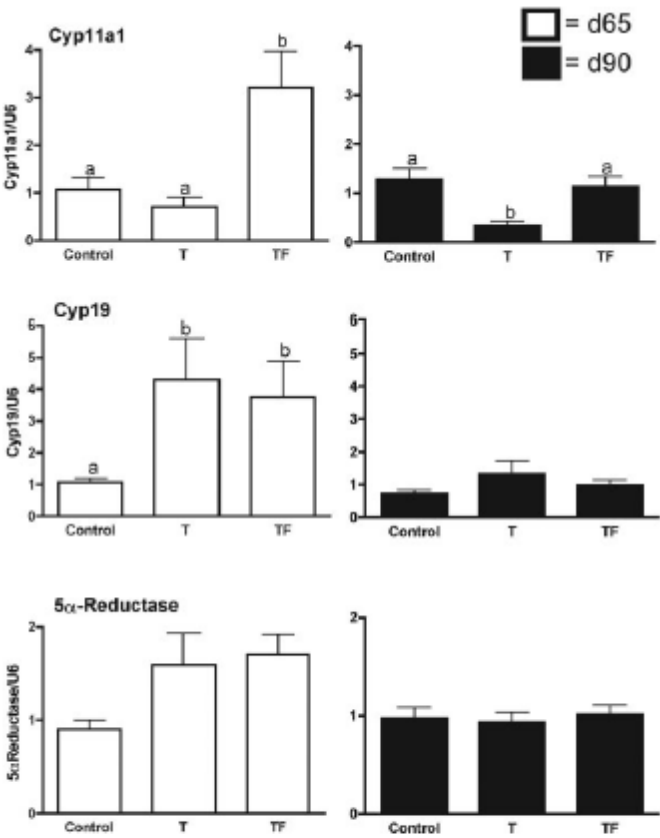 = d65
= d90
Cyp11a1
Cyp11a1/U6
4
3
2
1
0
a
a
b
Control
T
TF
4
3
2
1
0
a
b
a
Control
T
TF
Cyp19
Cyp19/U6
6
5
4
3
2
1
0
a
b
b
Control
T
TF
6
5
4
3
2
1
0
Control
T
TF
5α-Reductase
5αReductase/U6
2
1
0
Control
T
TF
2
1
0
Control
T
TF